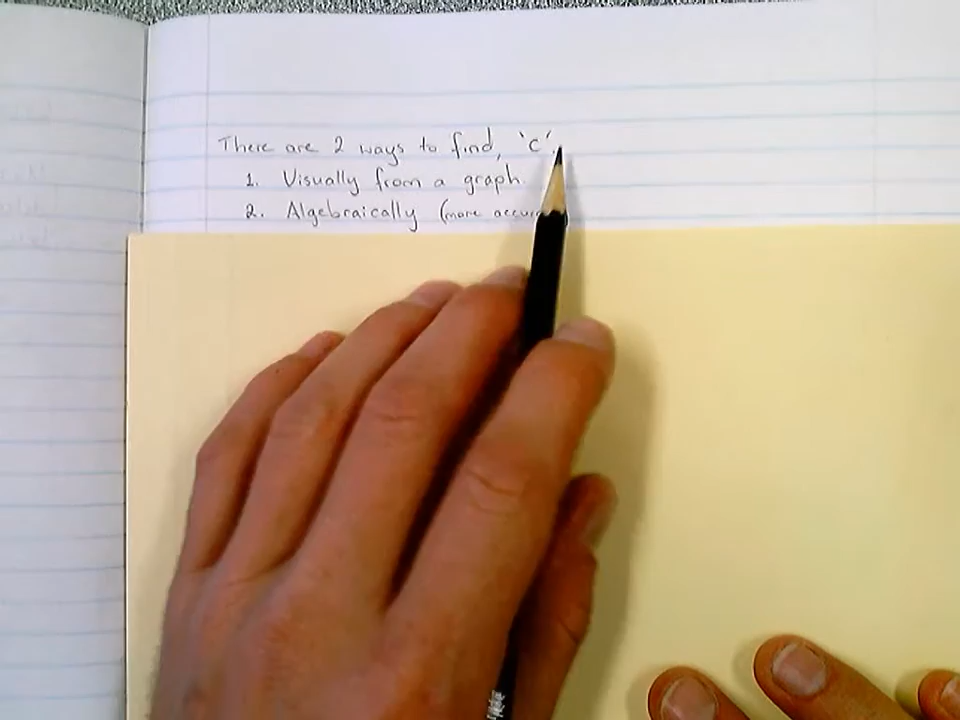 There are 2 ways to find, 'c'.
1. Visually from a graph.
2. Algebraically (more